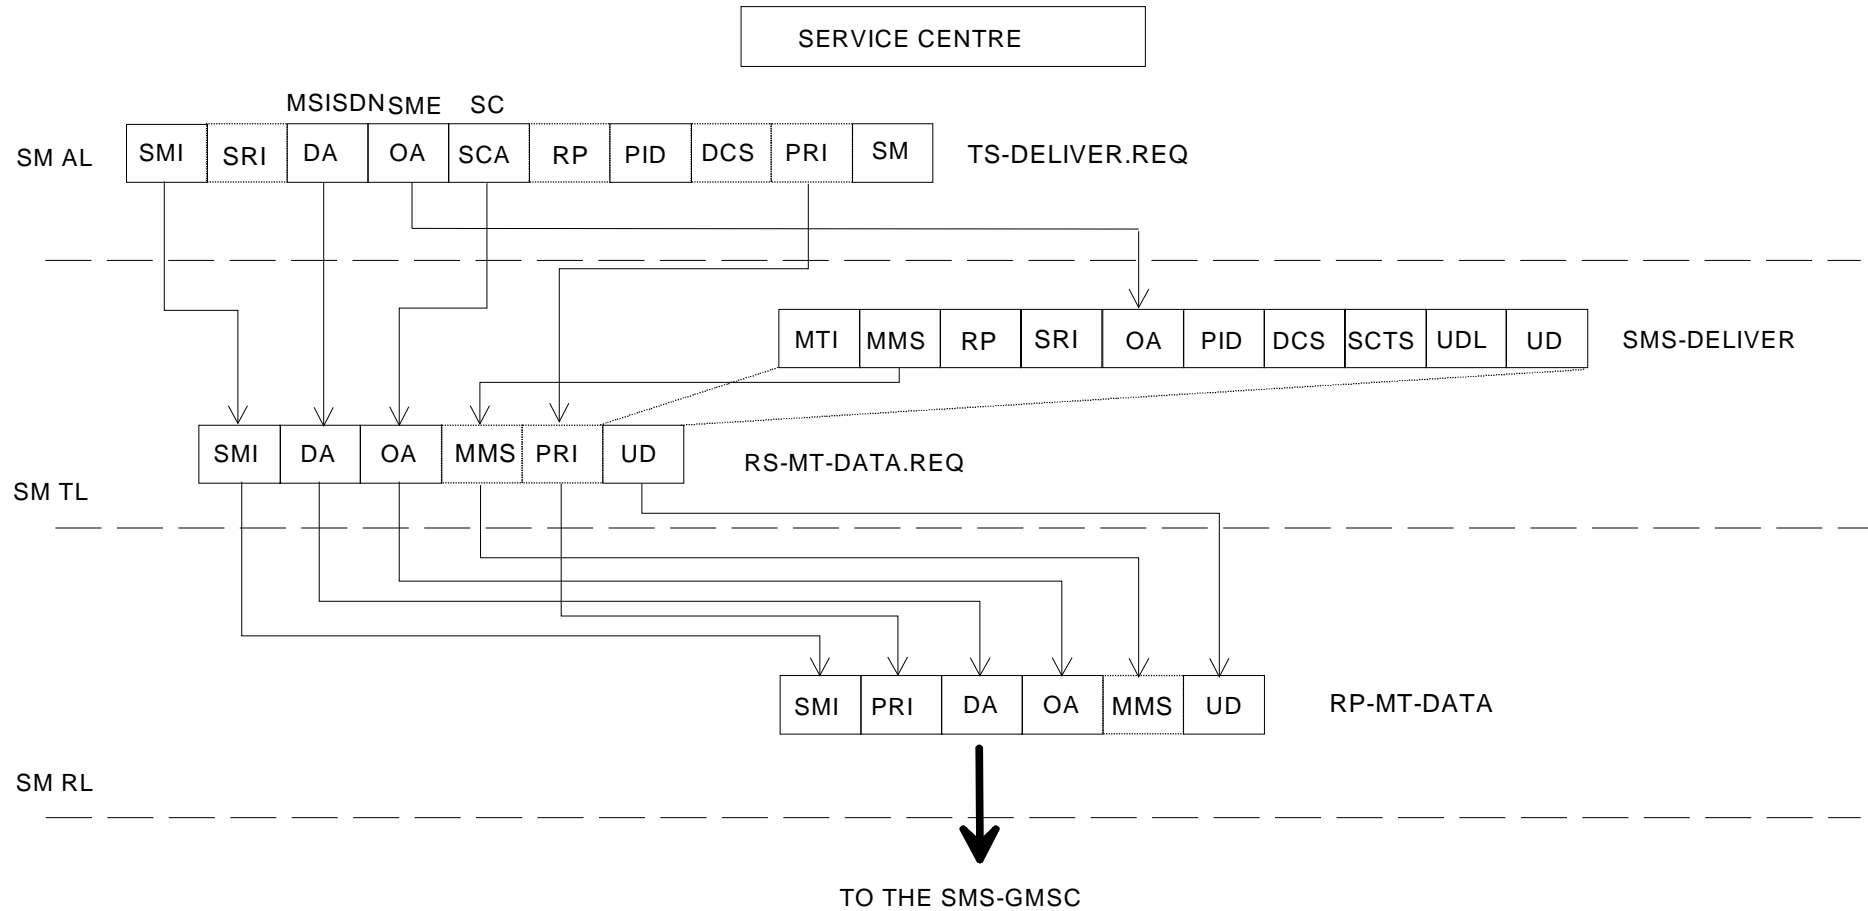 SERVICE CENTRE
MSISDN SME SC
SM AL SMI SRI DA OA SCA RP PID DCS PRI SM TS-DELIVER.REQ
MTI MMS RP SRI OA PID DCS SCTS UDL UD SMS-DELIVER
SMI DA OA MMS PRI UD RS-MT-DATA.REQ
SM TL
SMI PRI DA OA MMS UD RP-MT-DATA
SM RL
TO THE SMS-GMSC